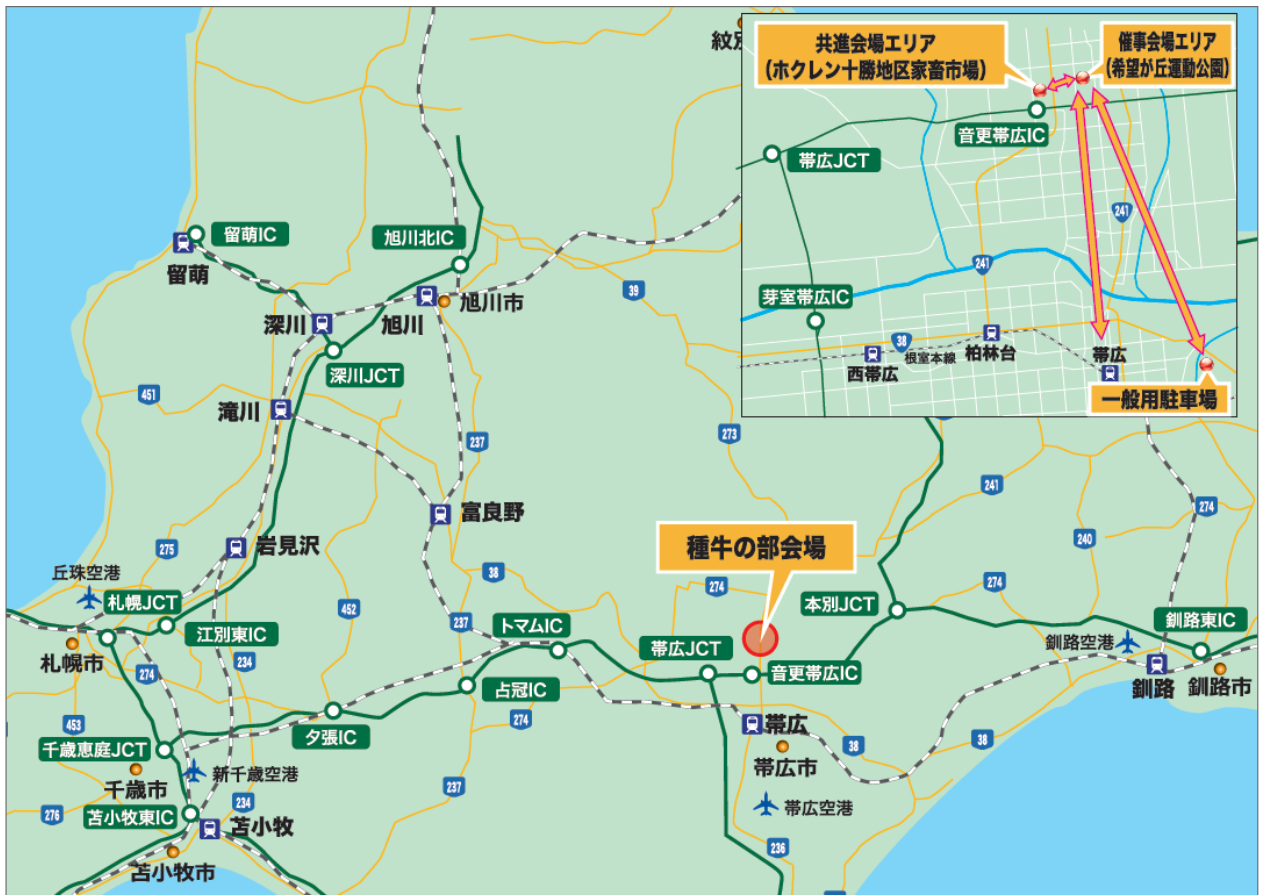 紋別
共進会場エリア
(ホクレン十勝地区家畜市場)
催事会場エリア
(希望が丘運動公園)
音更帯広IC
帯広JCT
241
241
芽室帯広IC
38
根室本線
柏林台
西帯広
帯広
一般用駐車場
留萌IC
旭川北IC
留萌
39
旭川市
深川
旭川
深川JCT
451
滝川
237
273
富良野
241
274
種牛の部会場
275
岩見沢
240
丘珠空港
38
274
274
札幌JCT
452
本別JCT
江別東IC
237
トマムIC
釧路東IC
札幌市
234
帯広JCT
釧路空港
274
音更帯広IC
占冠IC
釧路
釧路市
453
夕張IC
274
帯広
千歳恵庭JCT
38
38
新千歳空港
帯広市
千歳市
237
234
帯広空港
276
苫小牧東IC
苫小牧
236
苫小牧市